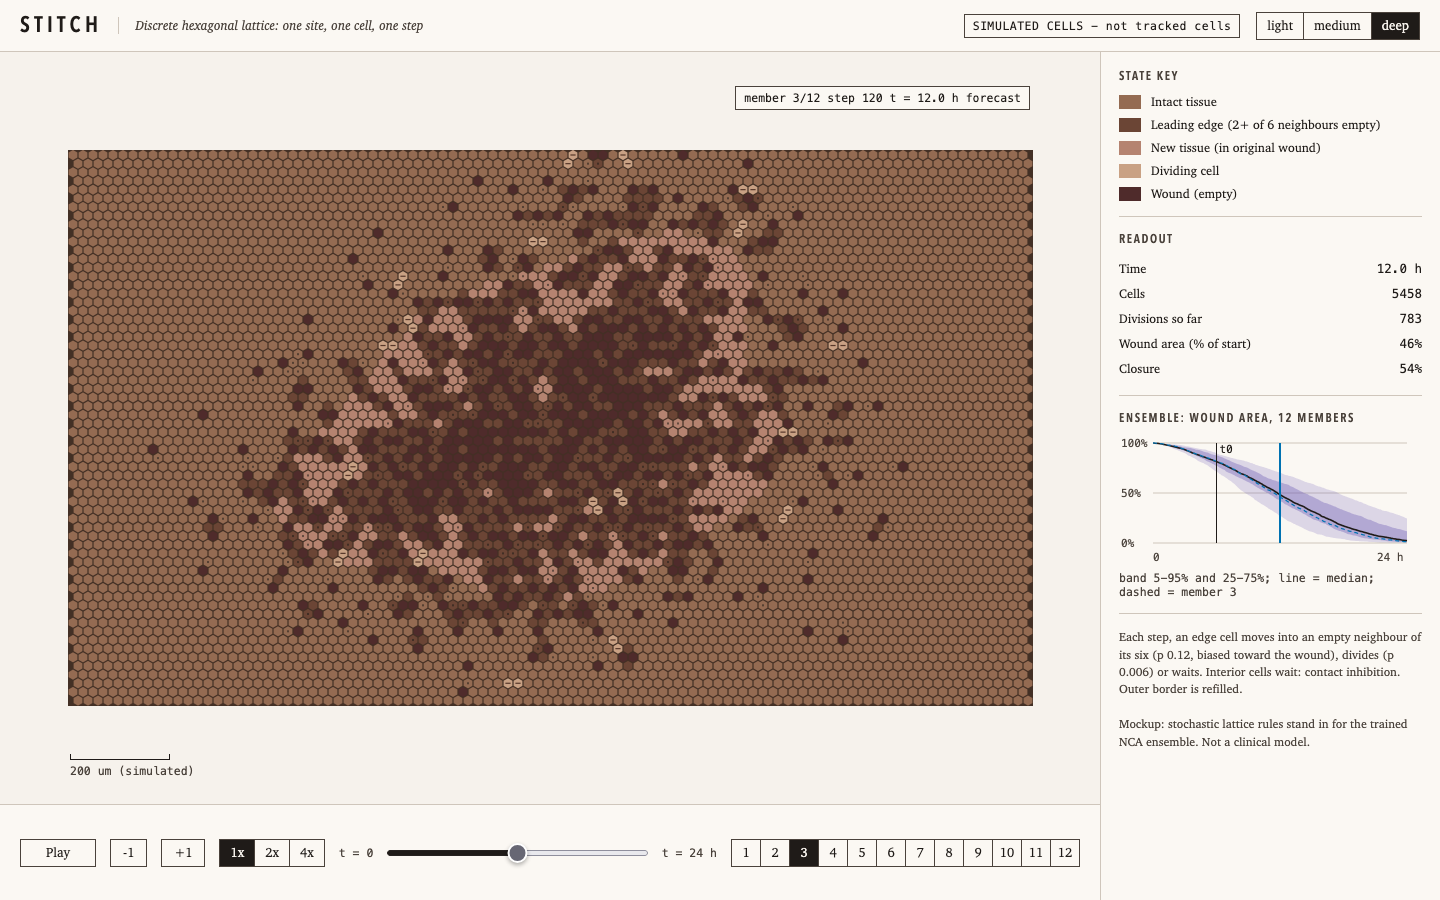 STITCH
Discrete hexagonal lattice: one site, one cell, one step
SIMULATED CELLS – not tracked cells
light medium deep
member 3/12 step 120 t = 12.0 h forecast
200 um (simulated)
Play -1 +1 1x 2x 4x t = 0 t = 24 h 1 2 3 4 5 6 7 8 9 10 11 12
STATE KEY
Intact tissue
Leading edge (2+ of 6 neighbours empty)
New tissue (in original wound)
Dividing cell
Wound (empty)
READOUT
Time 12.0 h
Cells 5458
Divisions so far 783
Wound area (% of start) 46%
Closure 54%
ENSEMBLE: WOUND AREA, 12 MEMBERS
100%
t0
50%
0%
0 24 h
band 5–95% and 25–75%; line = median;
dashed = member 3
Each step, an edge cell moves into an empty neighbour of
its six (p 0.12, biased toward the wound), divides (p
0.006) or waits. Interior cells wait: contact inhibition.
Outer border is refilled.
Mockup: stochastic lattice rules stand in for the trained
NCA ensemble. Not a clinical model.